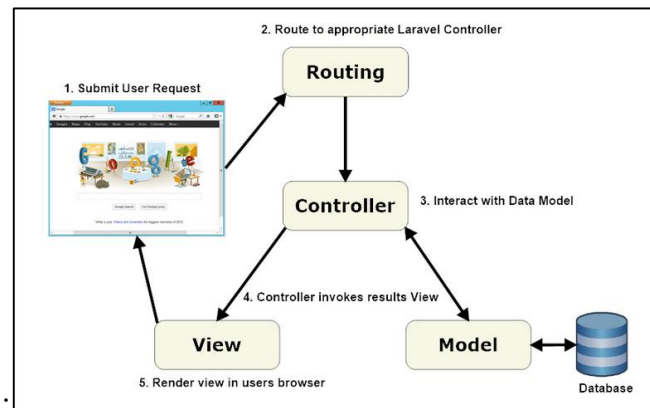 2. Route to appropriate Laravel Controller
1. Submit User Request
Routing
Google
Controller
3. Interact with Data Model
4. Controller invokes results View
View
Model
5. Render view in users browser
Database